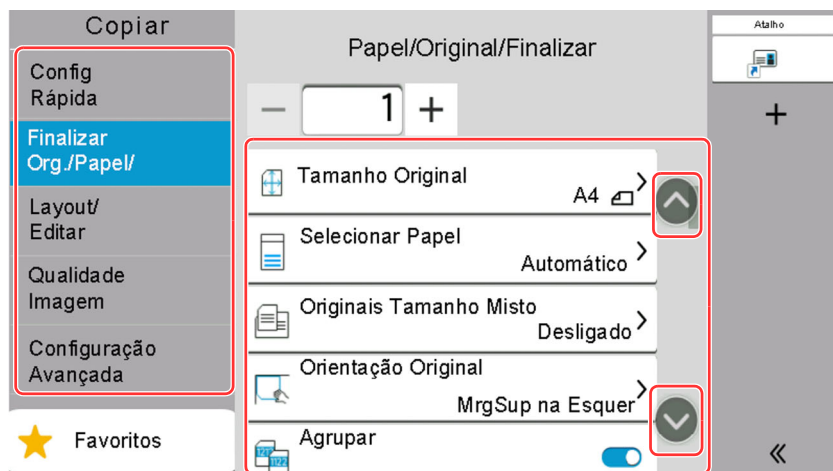 Copiar
Config
Rápida
Finalizar
Org./Papel/
Layout/
Editar
Qualidade
Imagem
Configuração
Avançada
Favoritos
Papel/Original/Finalizar
1
Tamanho Original
A4
Selecionar Papel
Automático
Originais Tamanho Misto
Desligado
Orientação Original
MrgSup na Esquer
Agrupar
Atalho